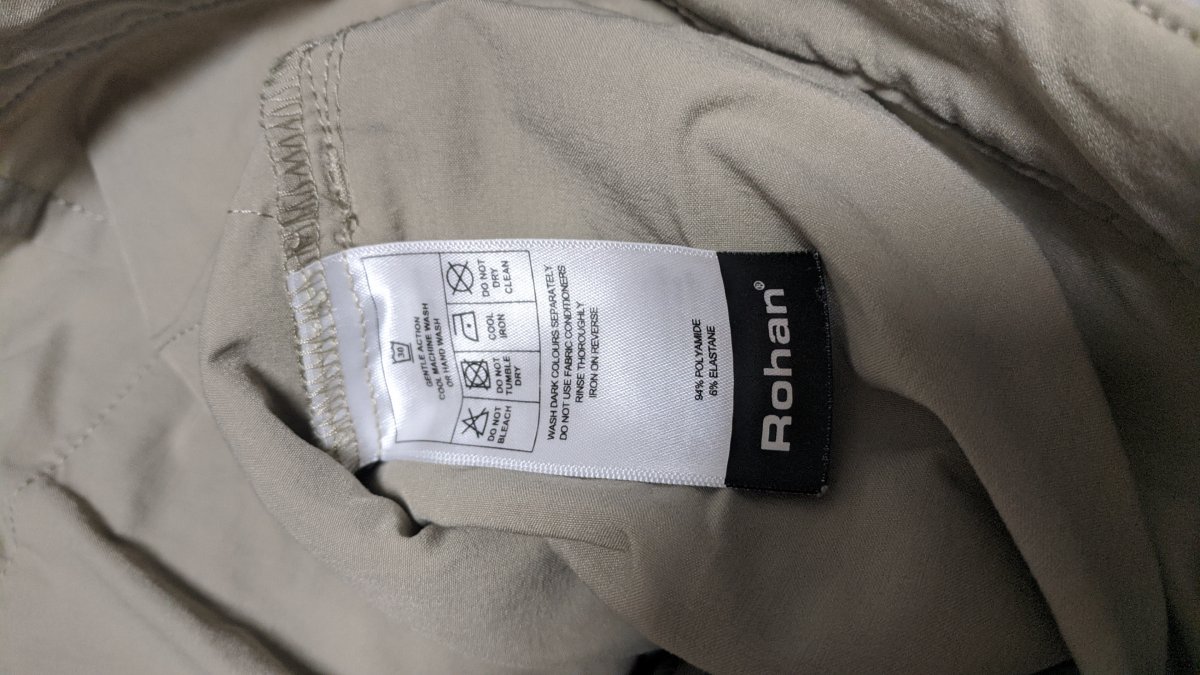 30
GENTLE ACTION
COOL MACHINE WASH
OR HAND WASH
DO NOT
BLEACH
DO NOT
TUMBLE
DRY
COOL
IRON
DO NOT
DRY
CLEAN
WASH DARK COLOURS SEPARATELY
DO NOT USE FABRIC CONDITIONERS
RINSE THOROUGHLY
IRON ON REVERSE
94% POLYAMIDE
6% ELASTANE
Rohan®